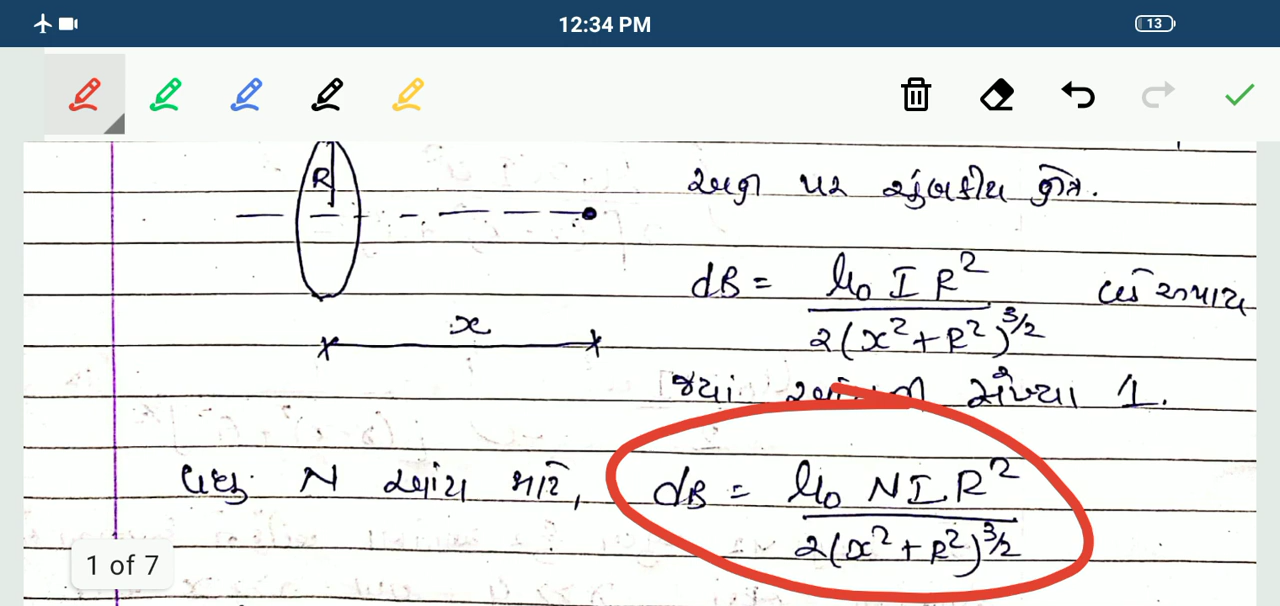 12:34 PM
13
R
અક્ષ પર ચુંબકીય ક્ષેત્ર.
dB = μ₀ I R² / 2(x² + R²)^3/2
x
જ્યાં સંખ્યા 1.
N આંટા માટે, dB = μ₀ N I R² / 2(x² + R²)^3/2
1 of 7